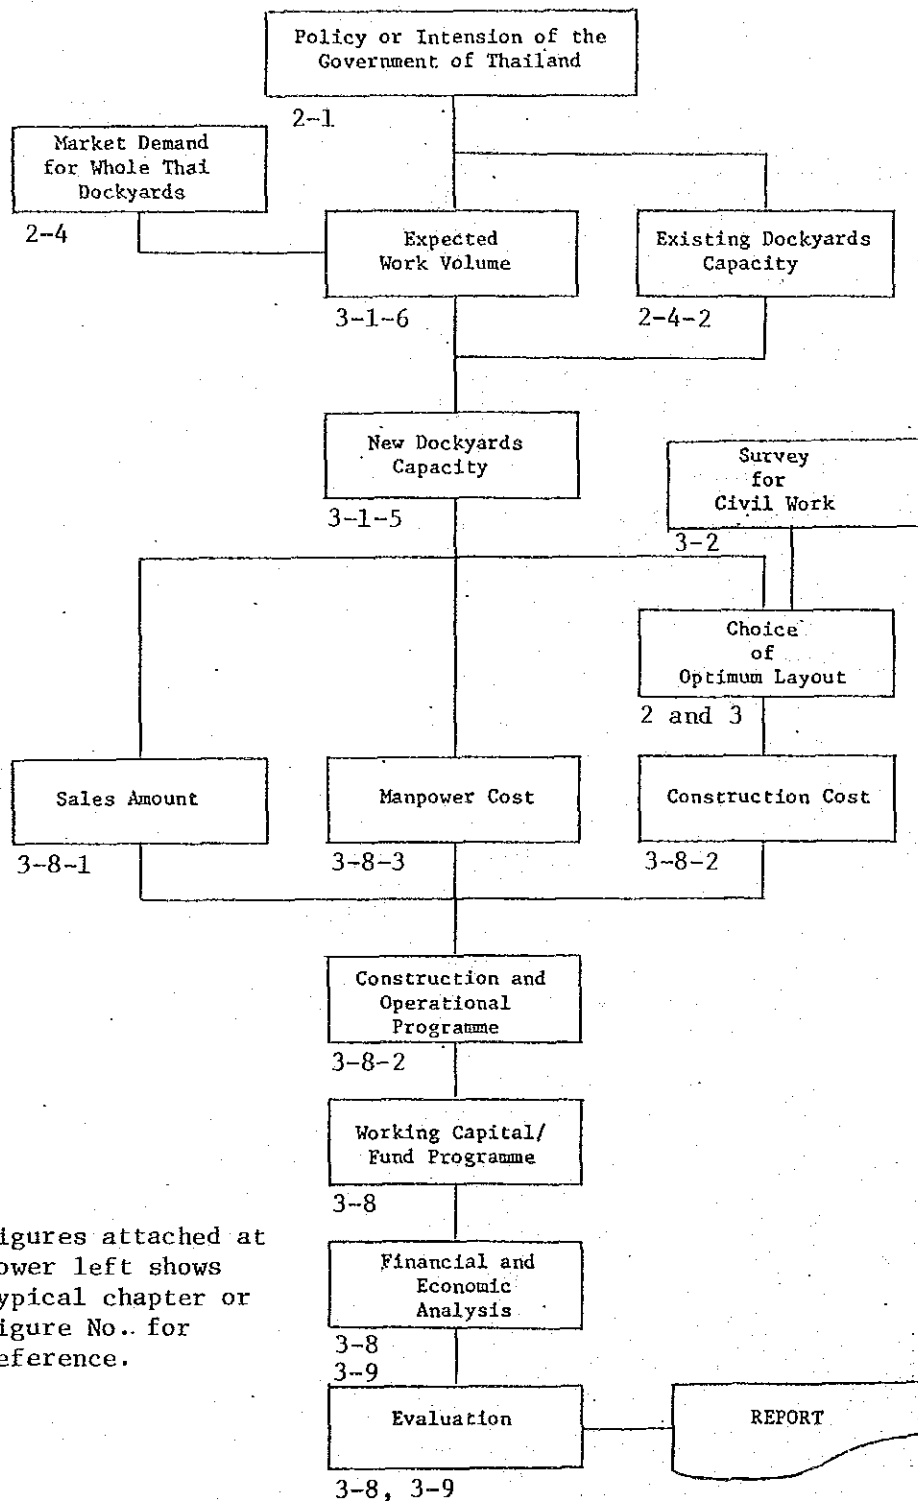 Policy or Intension of the
Government of Thailand
2-1
Market Demand
for Whole Thai
Dockyards
2-4
Expected
Work Volume
3-1-6
Existing Dockyards
Capacity
2-4-2
New Dockyards
Capacity
3-1-5
Survey
for
Civil Work
3-2
Choice
of
Optimum Layout
2 and 3
Sales Amount
3-8-1
Manpower Cost
3-8-3
Construction Cost
3-8-2
Construction and
Operational
Programme
3-8-2
Working Capital/
Fund Programme
3-8
igures attached at
ower left shows
ypical chapter or
igure No. for
eference.
Financial and
Economic
Analysis
3-8
3-9
Evaluation
3-8, 3-9
REPORT